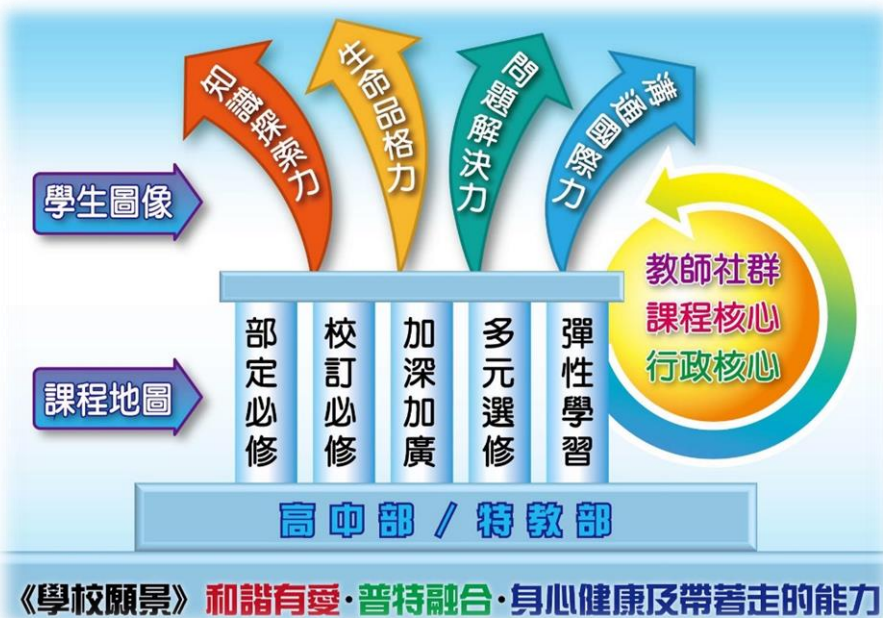 知識探索力
生命品格力
問題解決力
溝通國際力
學生圖像
教師社群
課程核心
行政核心
課程地圖
部定必修
校訂必修
加深加廣
多元選修
彈性學習
高中部 / 特教部
《學校願景》和諧有愛·普特融合·身心健康及帶著走的能力